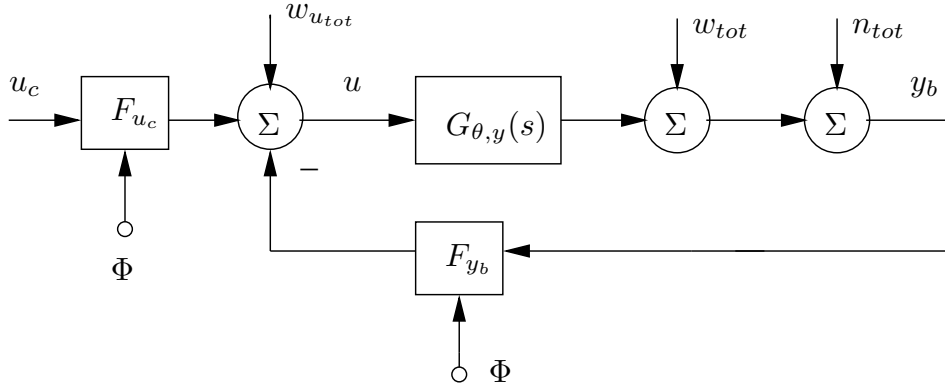 w_{u_{tot}} w_{tot} n_{tot}
u_c u y_b
F_{u_c} Σ G_{θ,y}(s) Σ Σ
−
Φ F_{y_b}
Φ